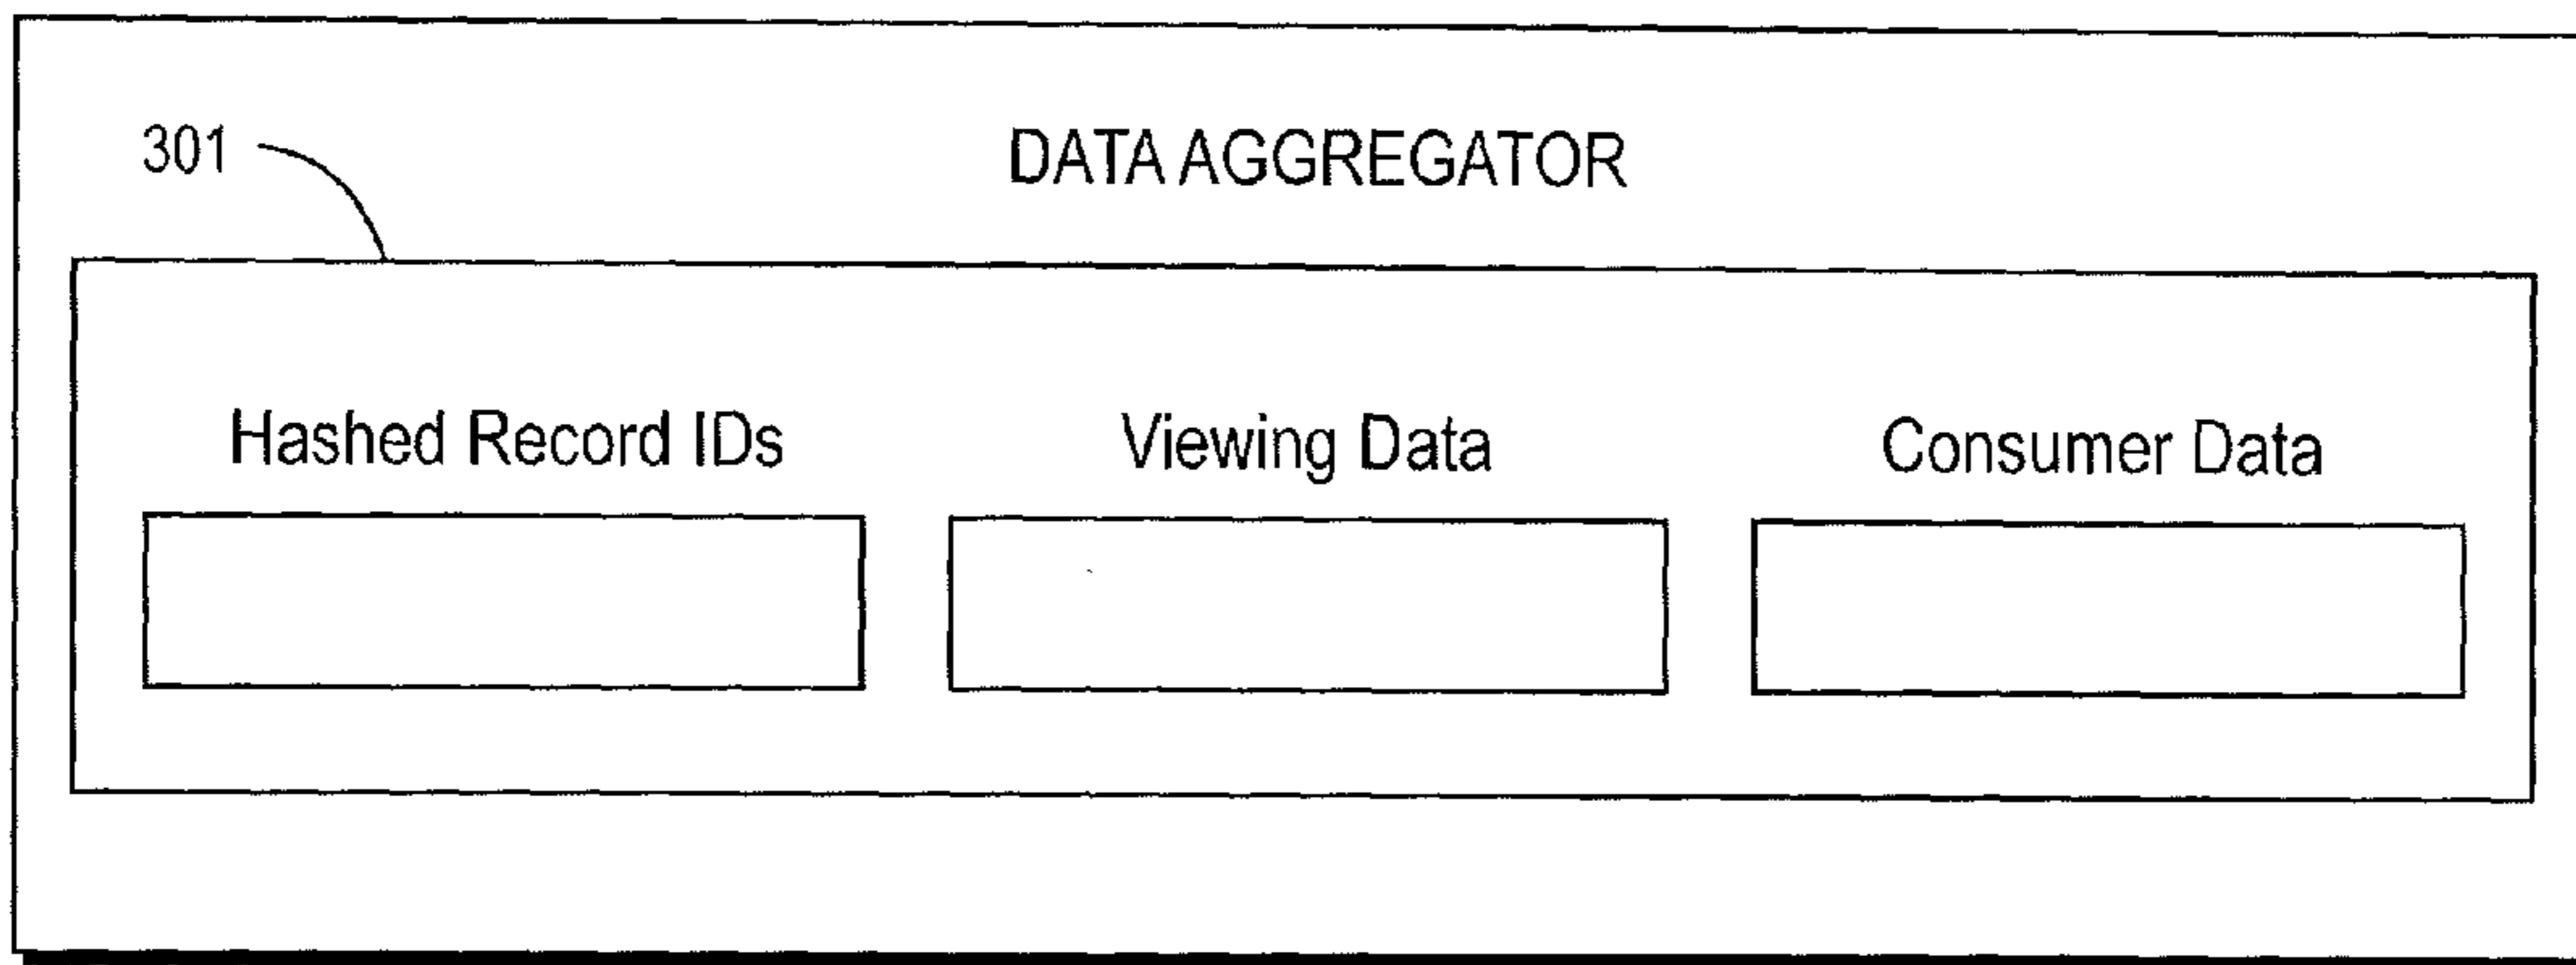 301
DATA AGGREGATOR
Hashed Record IDs
Viewing Data
Consumer Data